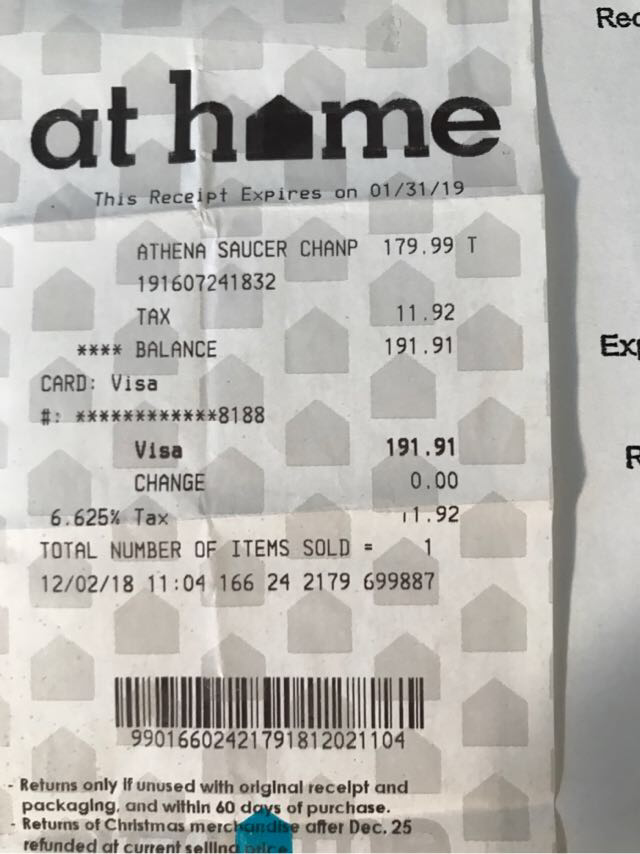 at home
This Receipt Expires on 01/31/19
ATHENA SAUCER CHANP 179.99 T
191607241832
TAX 11.92
**** BALANCE 191.91
CARD: Visa
#: ************8188
Visa 191.91
CHANGE 0.00
6.625% Tax 11.92
TOTAL NUMBER OF ITEMS SOLD = 1
12/02/18 11:04 166 24 2179 699887
99016602421791812021104
- Returns only if unused with original receipt and
packaging, and within 60 days of purchase.
- Returns of Christmas merchandise after Dec. 25
refunded at current selling price
Rec
Exp
R